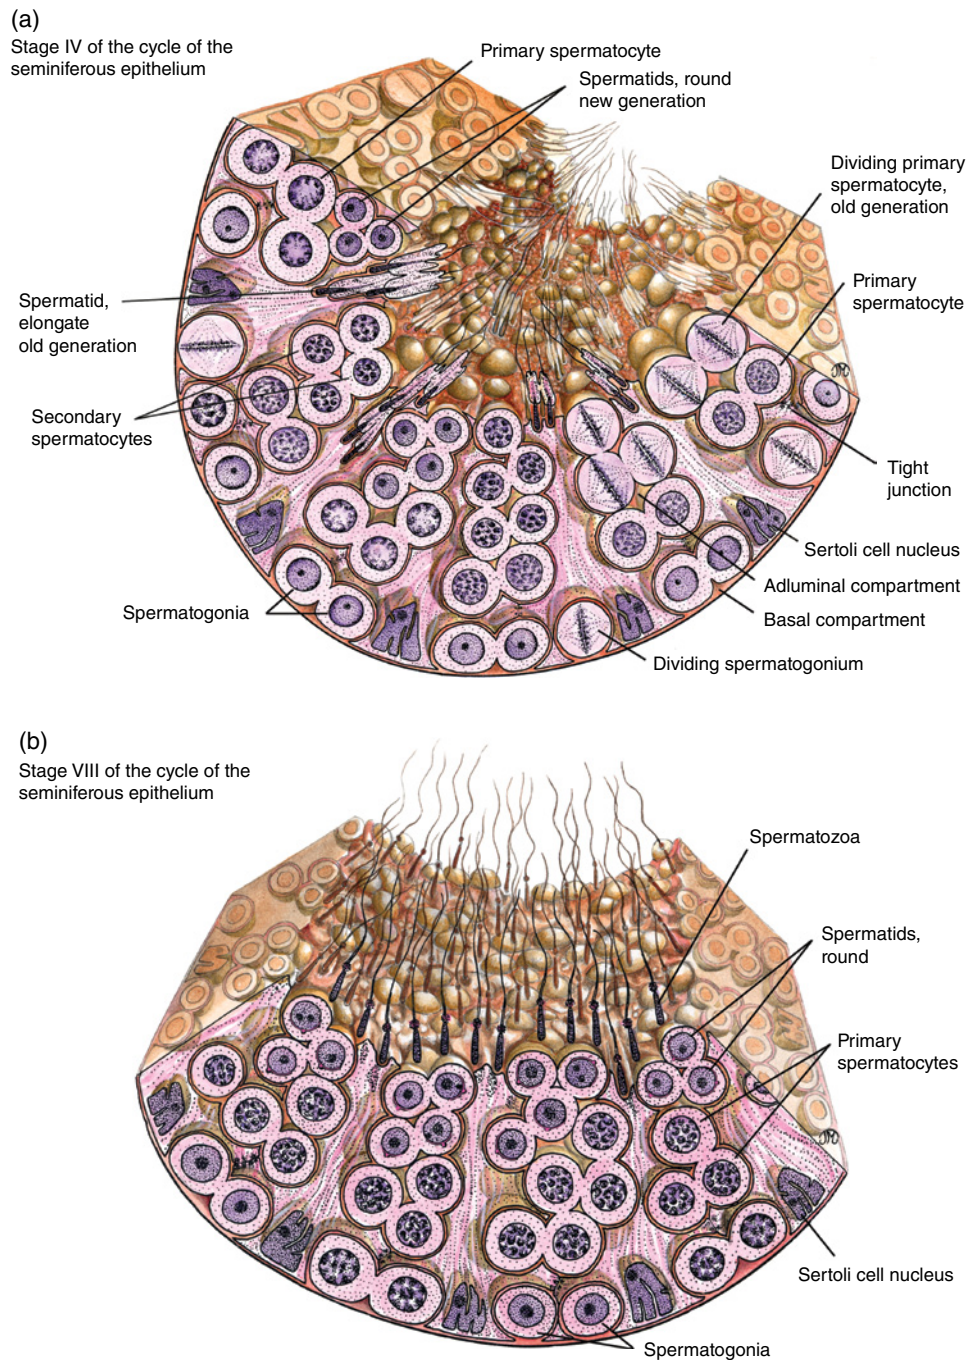 (a)
Stage IV of the cycle of the
seminiferous epithelium
Primary spermatocyte
Spermatids, round
new generation
Dividing primary
spermatocyte,
old generation
Primary
spermatocyte
Spermatid,
elongate
old generation
Secondary
spermatocytes
Tight
junction
Sertoli cell nucleus
Adluminal compartment
Spermatogonia
Basal compartment
Dividing spermatogonium
(b)
Stage VIII of the cycle of the
seminiferous epithelium
Spermatozoa
Spermatids,
round
Primary
spermatocytes
Sertoli cell nucleus
Spermatogonia